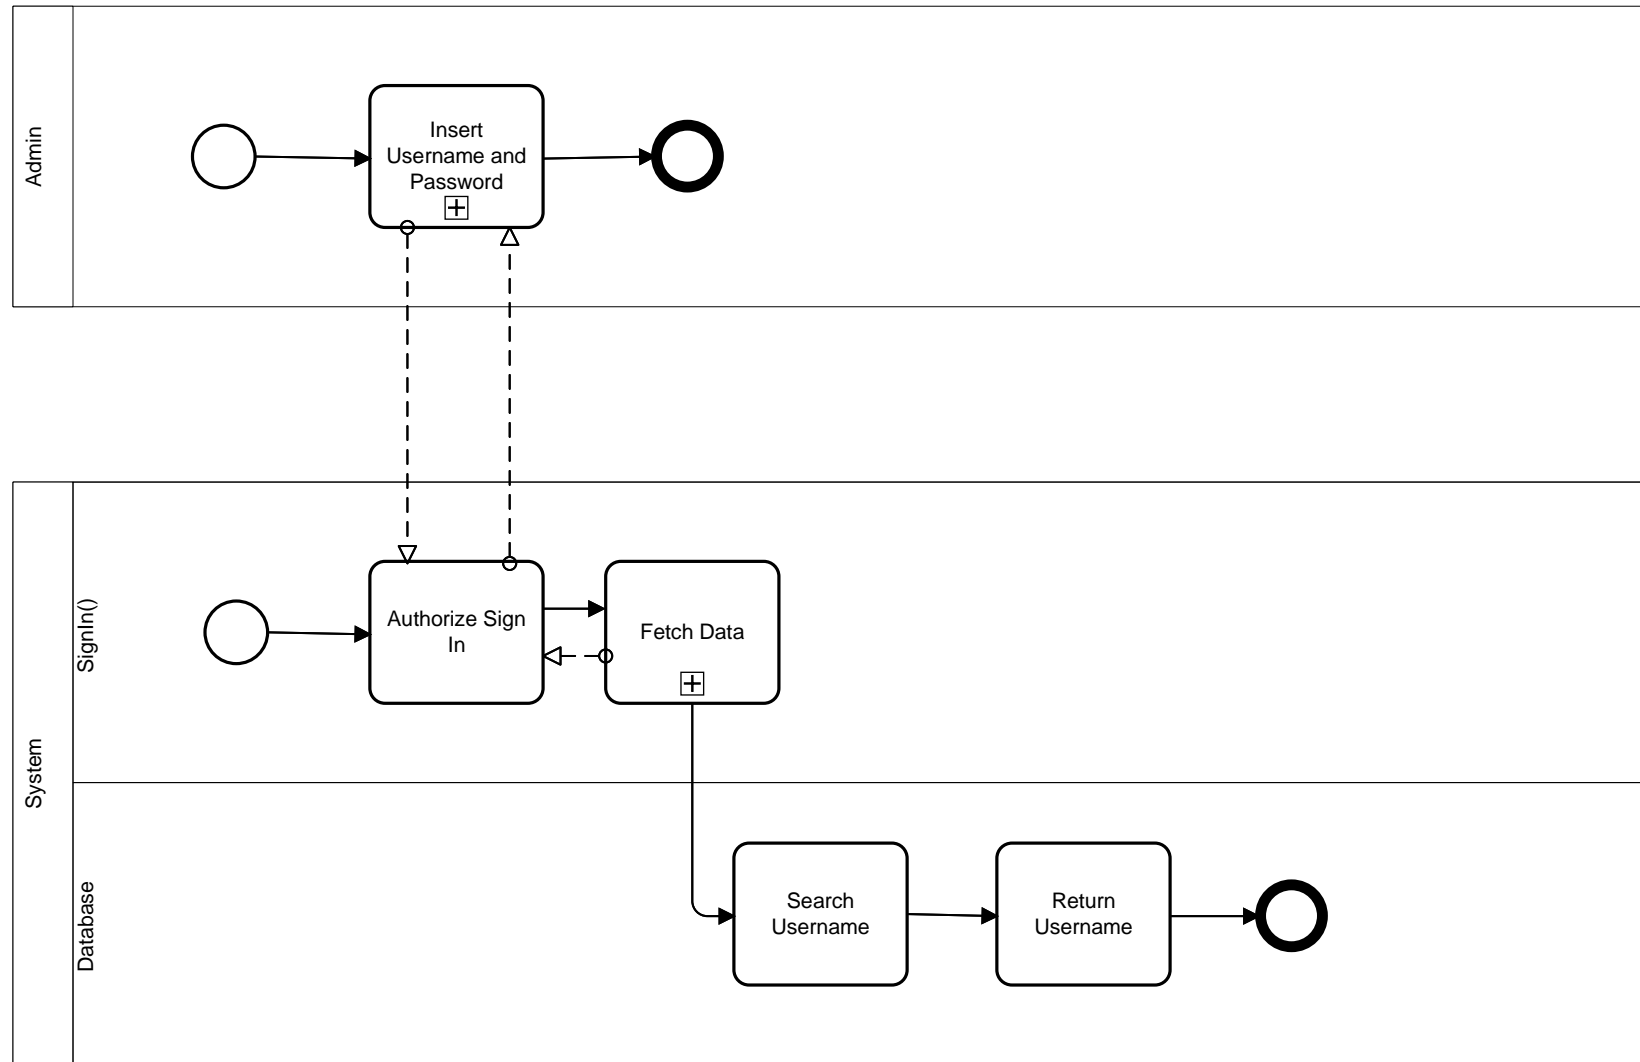 Admin
Insert
Username and
Password
System
SignIn()
Authorize Sign
In
Fetch Data
Database
Search
Username
Return
Username